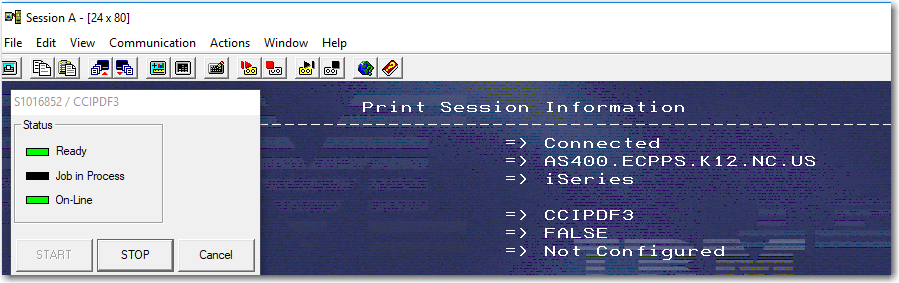 Session A - [24 x 80]
File Edit View Communication Actions Window Help
S1016852 / CCIPDF3
Status
Ready
Job in Process
On-Line
START STOP Cancel
Print Session Information
=> Connected
=> AS400.ECPPS.K12.NC.US
=> iSeries
=> CCIPDF3
=> FALSE
=> Not Configured